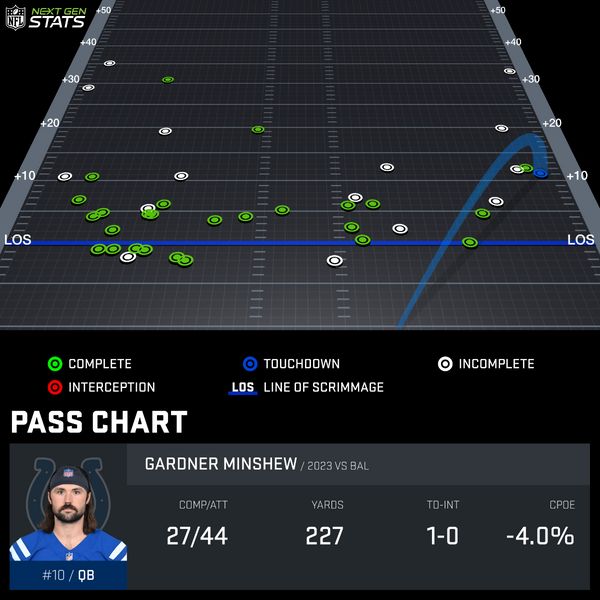 NFL NEXT GEN STATS
+50 +50
+40 +40
+30 +30
+20 +20
+10 +10
LOS LOS
COMPLETE TOUCHDOWN INCOMPLETE
INTERCEPTION LOS LINE OF SCRIMMAGE
PASS CHART
GARDNER MINSHEW / 2023 VS BAL
COMP/ATT YARDS TD-INT CPOE
27/44 227 1-0 -4.0%
#10 / QB